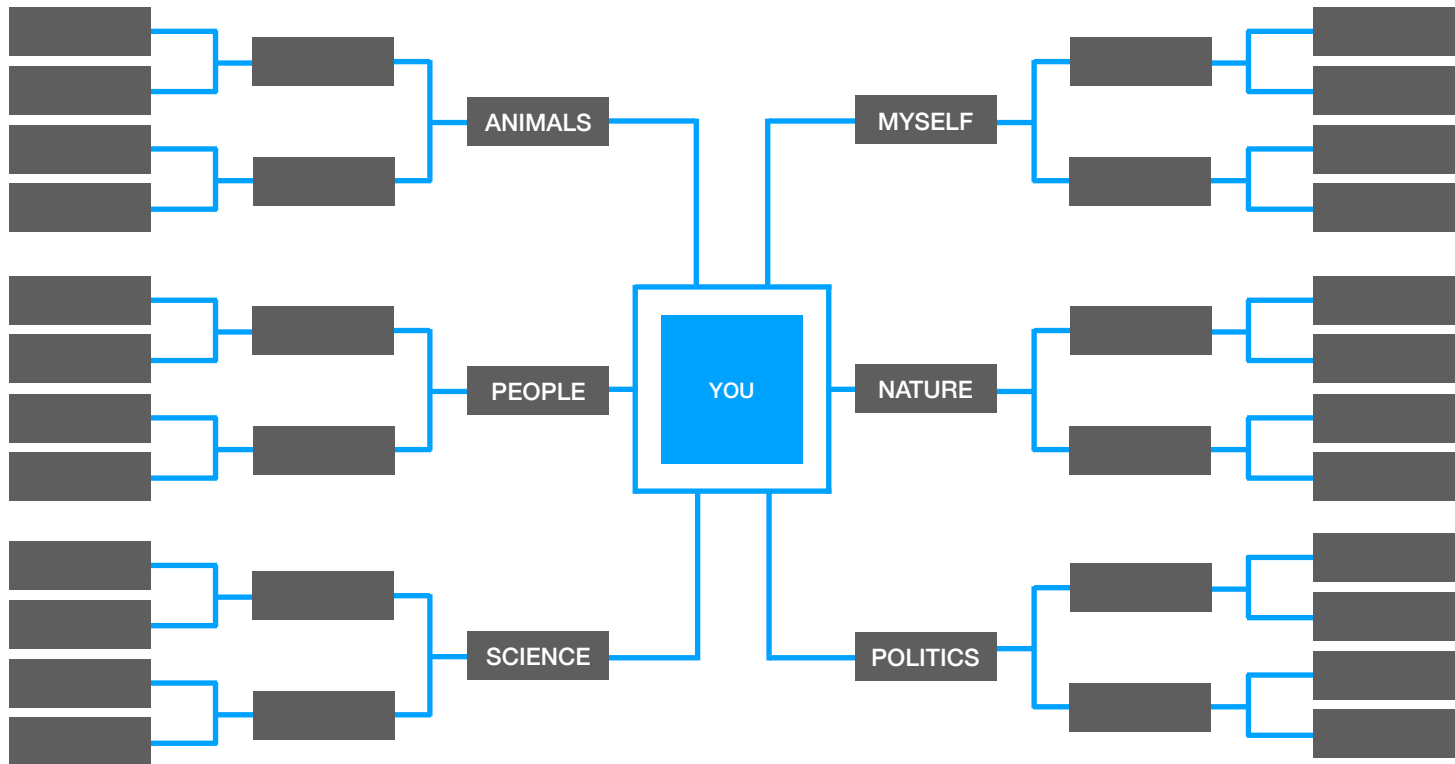 ANIMALS
MYSELF
PEOPLE
YOU
NATURE
SCIENCE
POLITICS